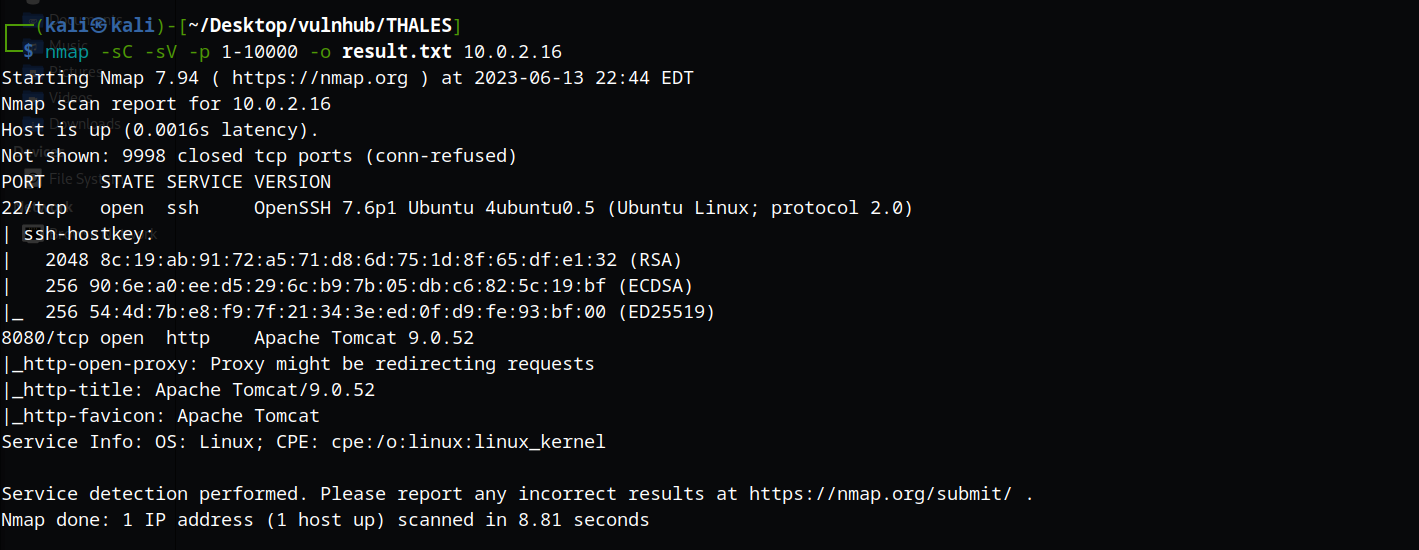 Documents
┌──(kali㉿kali)-[~/Desktop/vulnhub/THALES]
Music
└─$ nmap -sC -sV -p 1-10000 -o result.txt 10.0.2.16
Pictures
Starting Nmap 7.94 ( https://nmap.org ) at 2023-06-13 22:44 EDT
Videos
Nmap scan report for 10.0.2.16
Downloads
Host is up (0.0016s latency).
Devices
Not shown: 9998 closed tcp ports (conn-refused)
File System
PORT     STATE SERVICE VERSION
22/tcp   open  ssh     OpenSSH 7.6p1 Ubuntu 4ubuntu0.5 (Ubuntu Linux; protocol 2.0)
| ssh-hostkey:
|   2048 8c:19:ab:91:72:a5:71:d8:6d:75:1d:8f:65:df:e1:32 (RSA)
|   256 90:6e:a0:ee:d5:29:6c:b9:7b:05:db:c6:82:5c:19:bf (ECDSA)
|_  256 54:4d:7b:e8:f9:7f:21:34:3e:ed:0f:d9:fe:93:bf:00 (ED25519)
8080/tcp open  http    Apache Tomcat 9.0.52
|_http-open-proxy: Proxy might be redirecting requests
|_http-title: Apache Tomcat/9.0.52
|_http-favicon: Apache Tomcat
Service Info: OS: Linux; CPE: cpe:/o:linux:linux_kernel
Service detection performed. Please report any incorrect results at https://nmap.org/submit/ .
Nmap done: 1 IP address (1 host up) scanned in 8.81 seconds